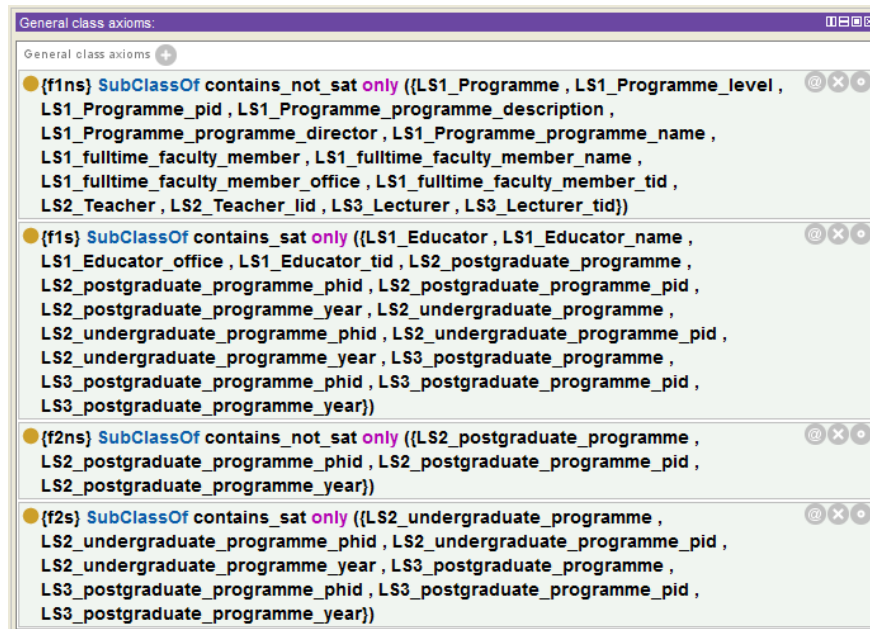 General class axioms:
General class axioms
{f1ns} SubClassOf contains_not_sat only ({LS1_Programme , LS1_Programme_level ,
LS1_Programme_pid , LS1_Programme_programme_description ,
LS1_Programme_programme_director , LS1_Programme_programme_name ,
LS1_fulltime_faculty_member , LS1_fulltime_faculty_member_name ,
LS1_fulltime_faculty_member_office , LS1_fulltime_faculty_member_tid ,
LS2_Teacher , LS2_Teacher_lid , LS3_Lecturer , LS3_Lecturer_tid})
{f1s} SubClassOf contains_sat only ({LS1_Educator , LS1_Educator_name ,
LS1_Educator_office , LS1_Educator_tid , LS2_postgraduate_programme ,
LS2_postgraduate_programme_phid , LS2_postgraduate_programme_pid ,
LS2_postgraduate_programme_year , LS2_undergraduate_programme ,
LS2_undergraduate_programme_phid , LS2_undergraduate_programme_pid ,
LS2_undergraduate_programme_year , LS3_postgraduate_programme ,
LS3_postgraduate_programme_phid , LS3_postgraduate_programme_pid ,
LS3_postgraduate_programme_year})
{f2ns} SubClassOf contains_not_sat only ({LS2_postgraduate_programme ,
LS2_postgraduate_programme_phid , LS2_postgraduate_programme_pid ,
LS2_postgraduate_programme_year})
{f2s} SubClassOf contains_sat only ({LS2_undergraduate_programme ,
LS2_undergraduate_programme_phid , LS2_undergraduate_programme_pid ,
LS2_undergraduate_programme_year , LS3_postgraduate_programme ,
LS3_postgraduate_programme_phid , LS3_postgraduate_programme_pid ,
LS3_postgraduate_programme_year})